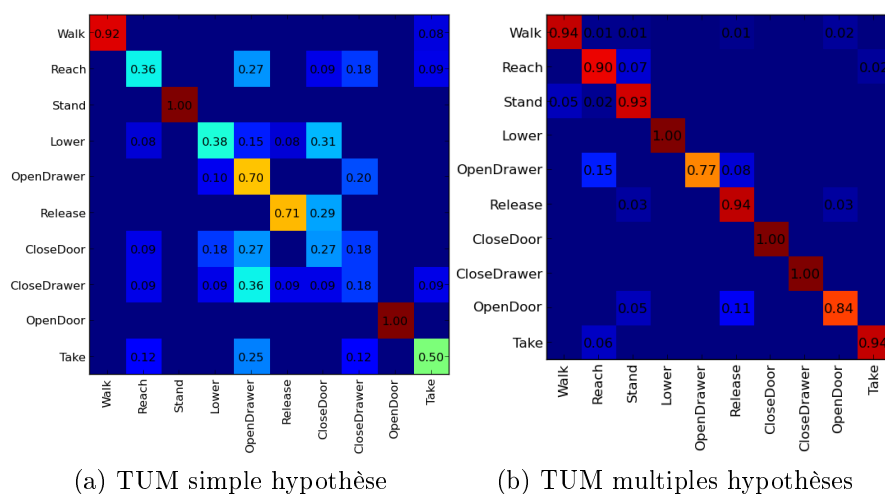 Walk 0.92 0.08
Reach 0.36 0.27 0.09 0.18 0.09
Stand 1.00
Lower 0.08 0.38 0.15 0.08 0.31
OpenDrawer 0.10 0.70 0.20
Release 0.71 0.29
CloseDoor 0.09 0.18 0.27 0.27 0.18
CloseDrawer 0.09 0.09 0.36 0.09 0.09 0.18 0.09
OpenDoor 1.00
Take 0.12 0.25 0.12 0.50
Walk Reach Stand Lower OpenDrawer Release CloseDoor CloseDrawer OpenDoor Take
(a) TUM simple hypothèse
Walk 0.94 0.01 0.01 0.01 0.02
Reach 0.90 0.07 0.02
Stand 0.05 0.02 0.93
Lower 1.00
OpenDrawer 0.15 0.77 0.08
Release 0.03 0.94 0.03
CloseDoor 1.00
CloseDrawer 1.00
OpenDoor 0.05 0.11 0.84
Take 0.06 0.94
Walk Reach Stand Lower OpenDrawer Release CloseDoor CloseDrawer OpenDoor Take
(b) TUM multiples hypothèses